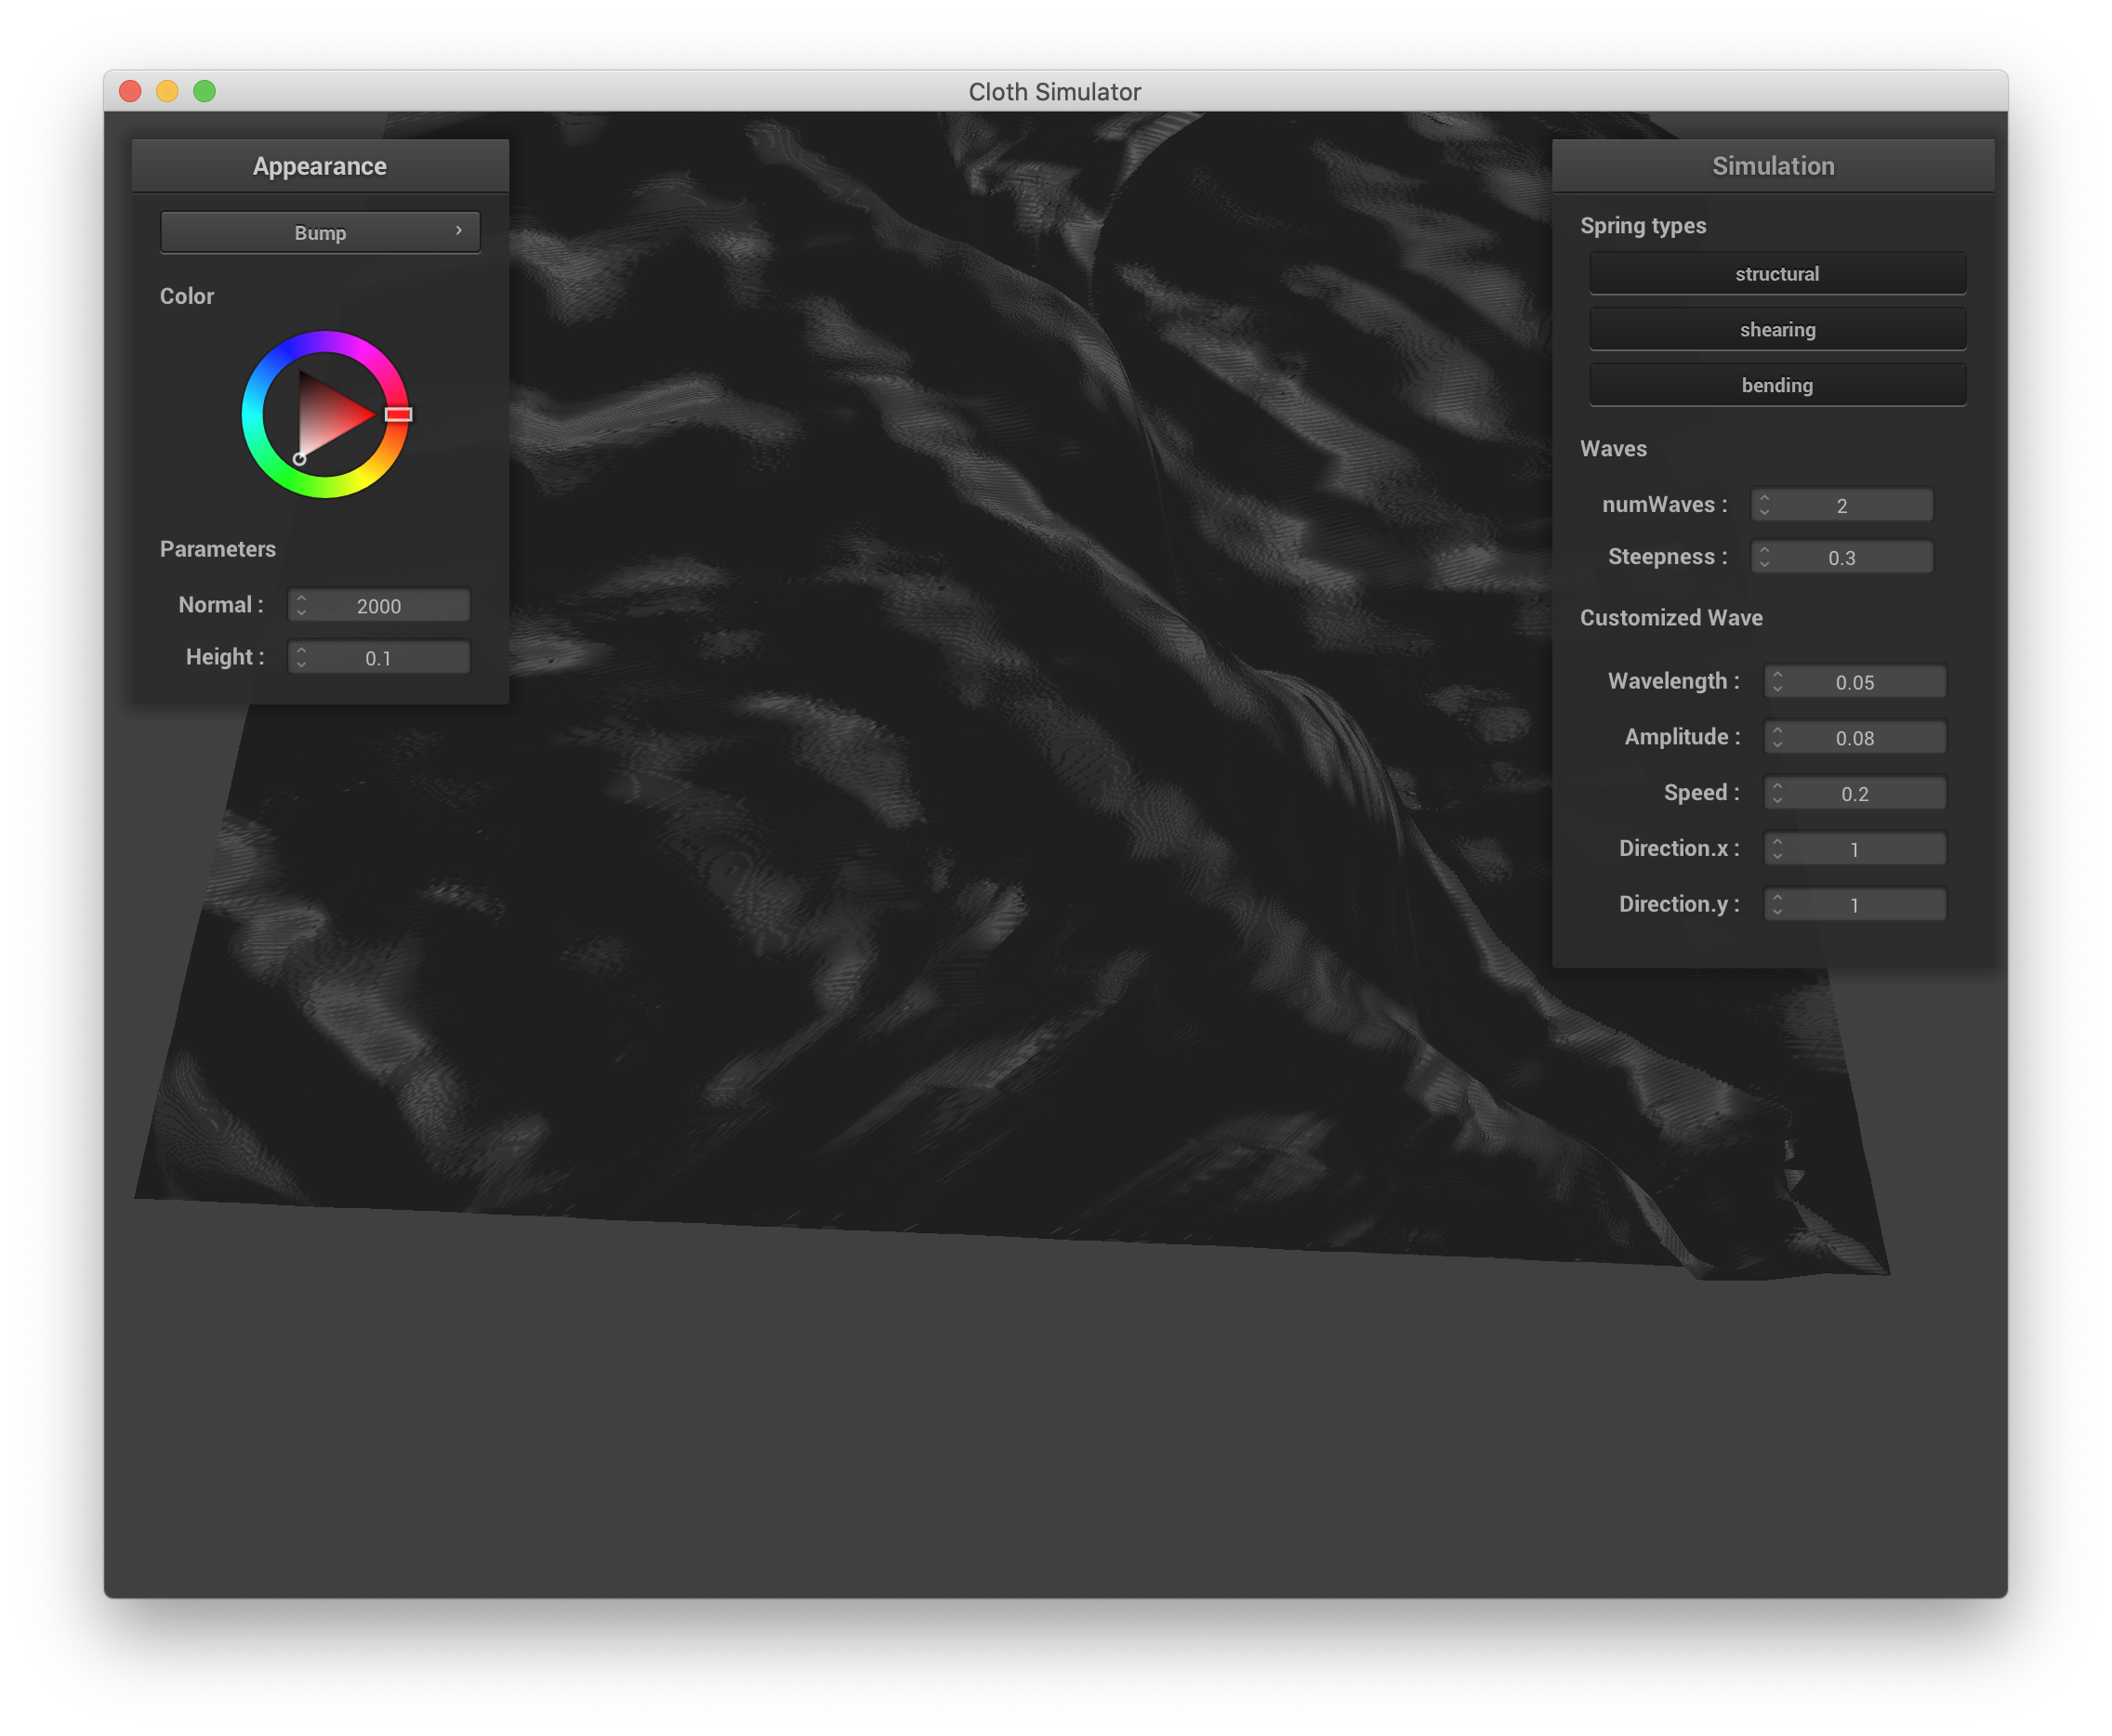 Cloth Simulator
Appearance
Bump
Color
Parameters
Normal : 2000
Height : 0.1
Simulation
Spring types
structural
shearing
bending
Waves
numWaves : 2
Steepness : 0.3
Customized Wave
Wavelength : 0.05
Amplitude : 0.08
Speed : 0.2
Direction.x : 1
Direction.y : 1